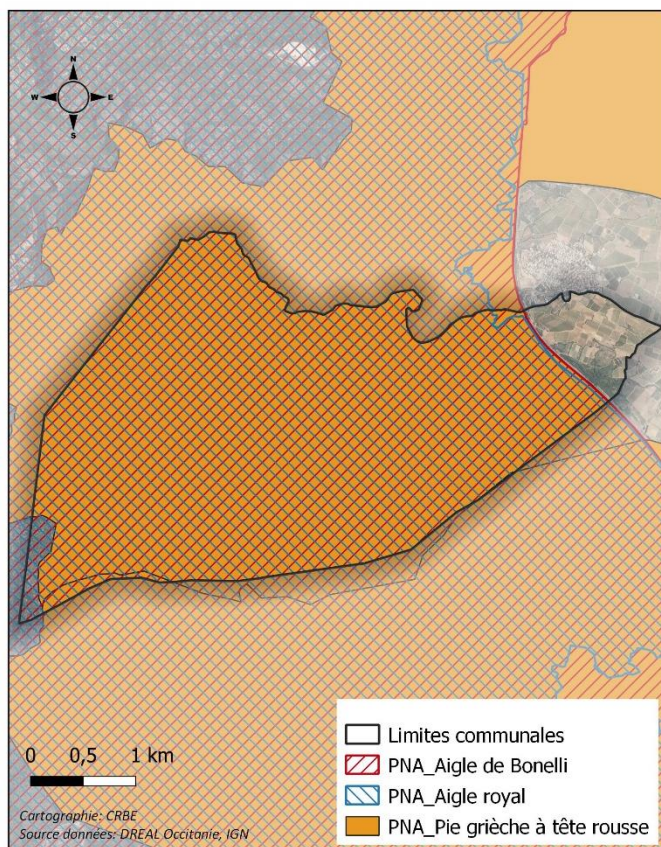 N
W E
S
Limites communales
PNA_Aigle de Bonelli
PNA_Aigle royal
PNA_Pie grièche à tête rousse
0 0,5 1 km
Cartographie: CRBE
Source données: DREAL Occitanie, IGN